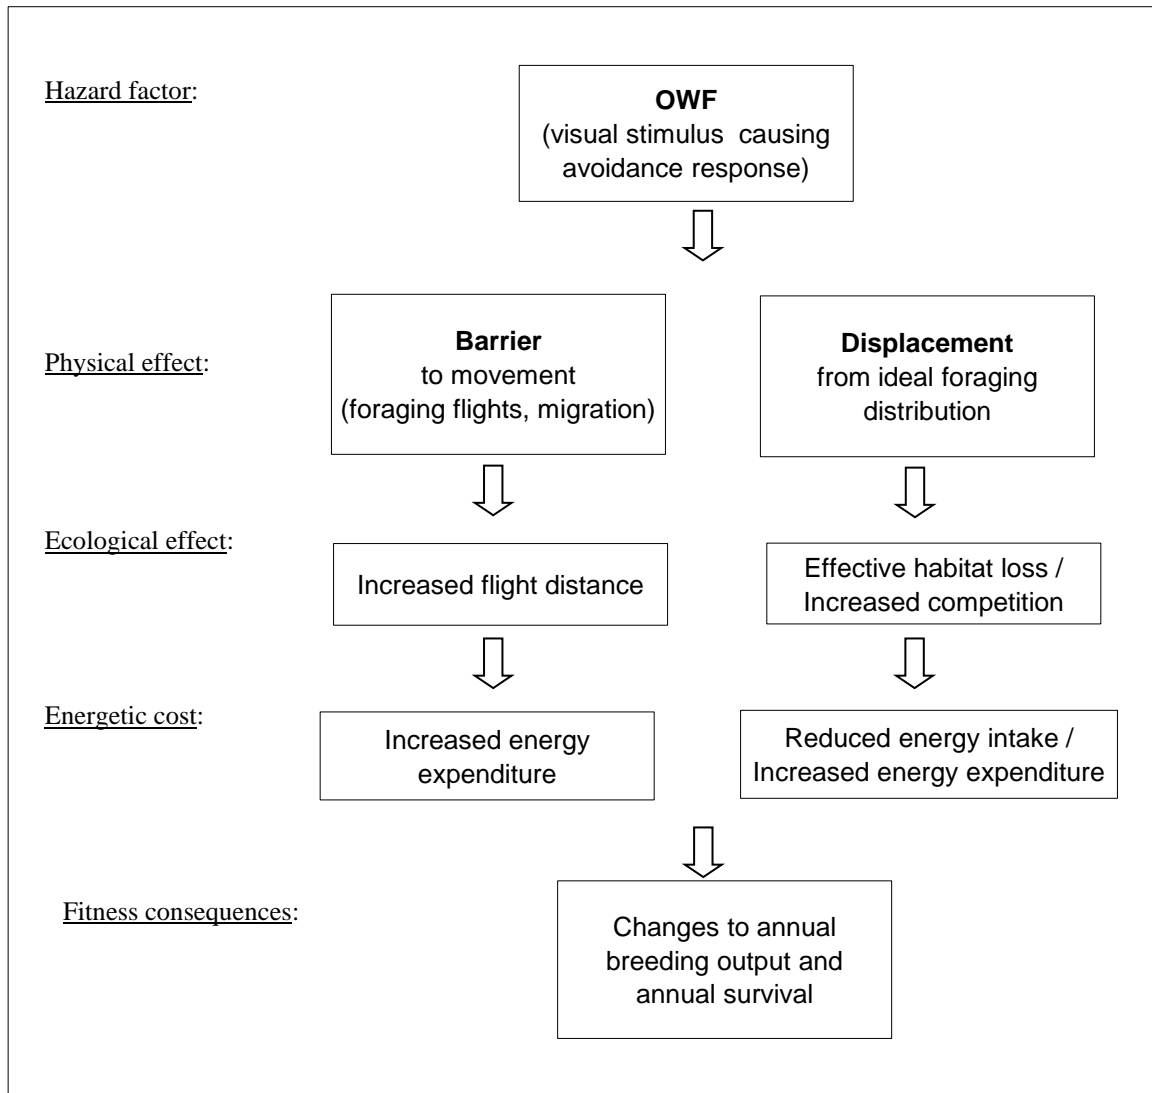 Hazard factor:
OWF
(visual stimulus causing
avoidance response)
Physical effect:
Barrier
to movement
(foraging flights, migration)
Displacement
from ideal foraging
distribution
Ecological effect:
Increased flight distance
Effective habitat loss /
Increased competition
Energetic cost:
Increased energy
expenditure
Reduced energy intake /
Increased energy expenditure
Fitness consequences:
Changes to annual
breeding output and
annual survival